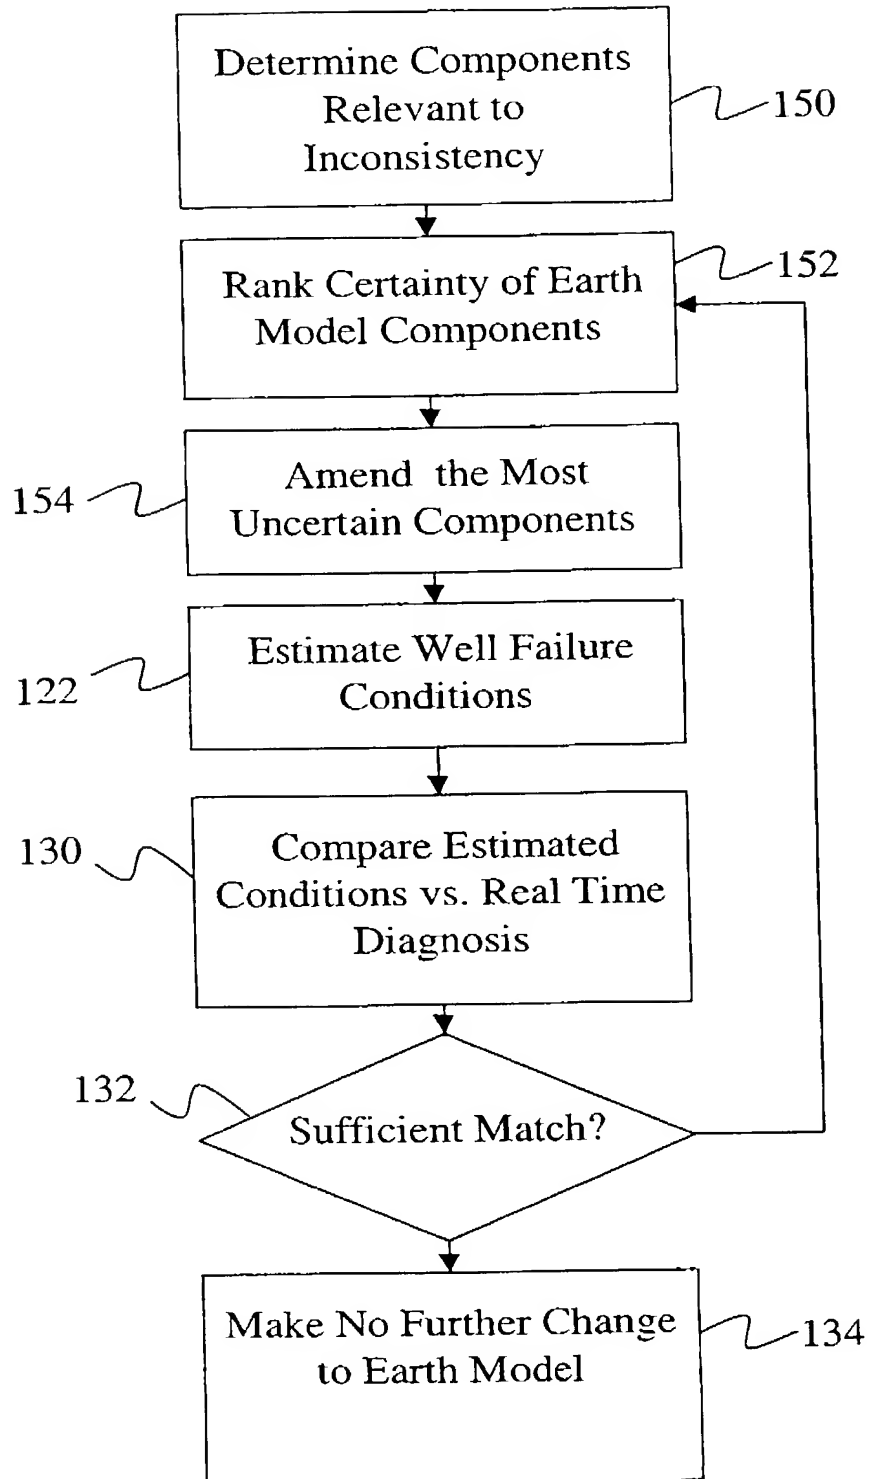 Determine Components
Relevant to
Inconsistency
150
Rank Certainty of Earth
Model Components
152
Amend the Most
Uncertain Components
154
Estimate Well Failure
Conditions
122
Compare Estimated
Conditions vs. Real Time
Diagnosis
130
Sufficient Match?
132
Make No Further Change
to Earth Model
134